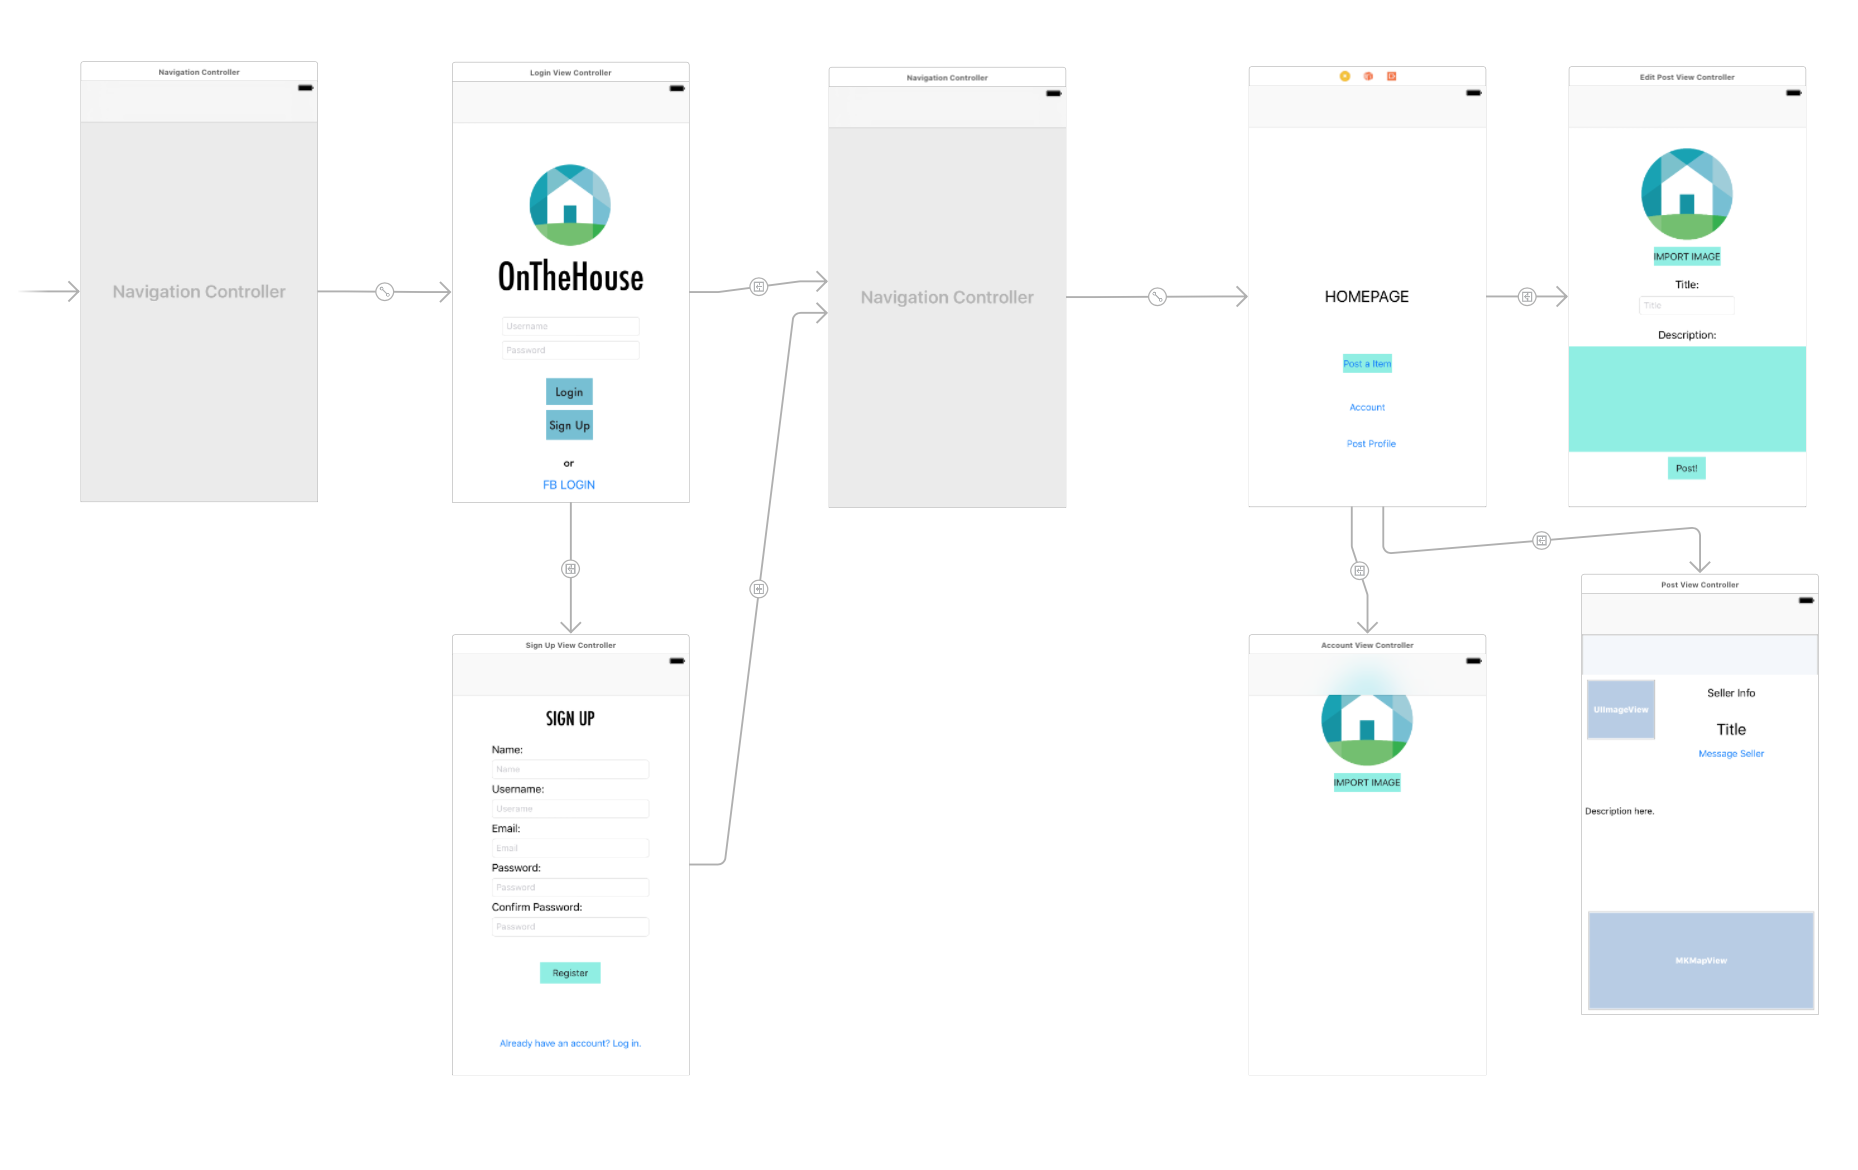 Navigation Controller
Navigation Controller
Login View Controller
OnTheHouse
Username
Password
Login
Sign Up
or
FB LOGIN
Sign Up View Controller
SIGN UP
Name:
Name
Username:
Userame
Email:
Email
Password:
Password
Confirm Password:
Password
Register
Already have an account? Log in.
Navigation Controller
Navigation Controller
HOMEPAGE
Post a Item
Account
Post Profile
Edit Post View Controller
IMPORT IMAGE
Title:
Title
Description:
Post!
Account View Controller
IMPORT IMAGE
Post View Controller
UIImageView
Seller Info
Title
Message Seller
Description here.
MKMapView